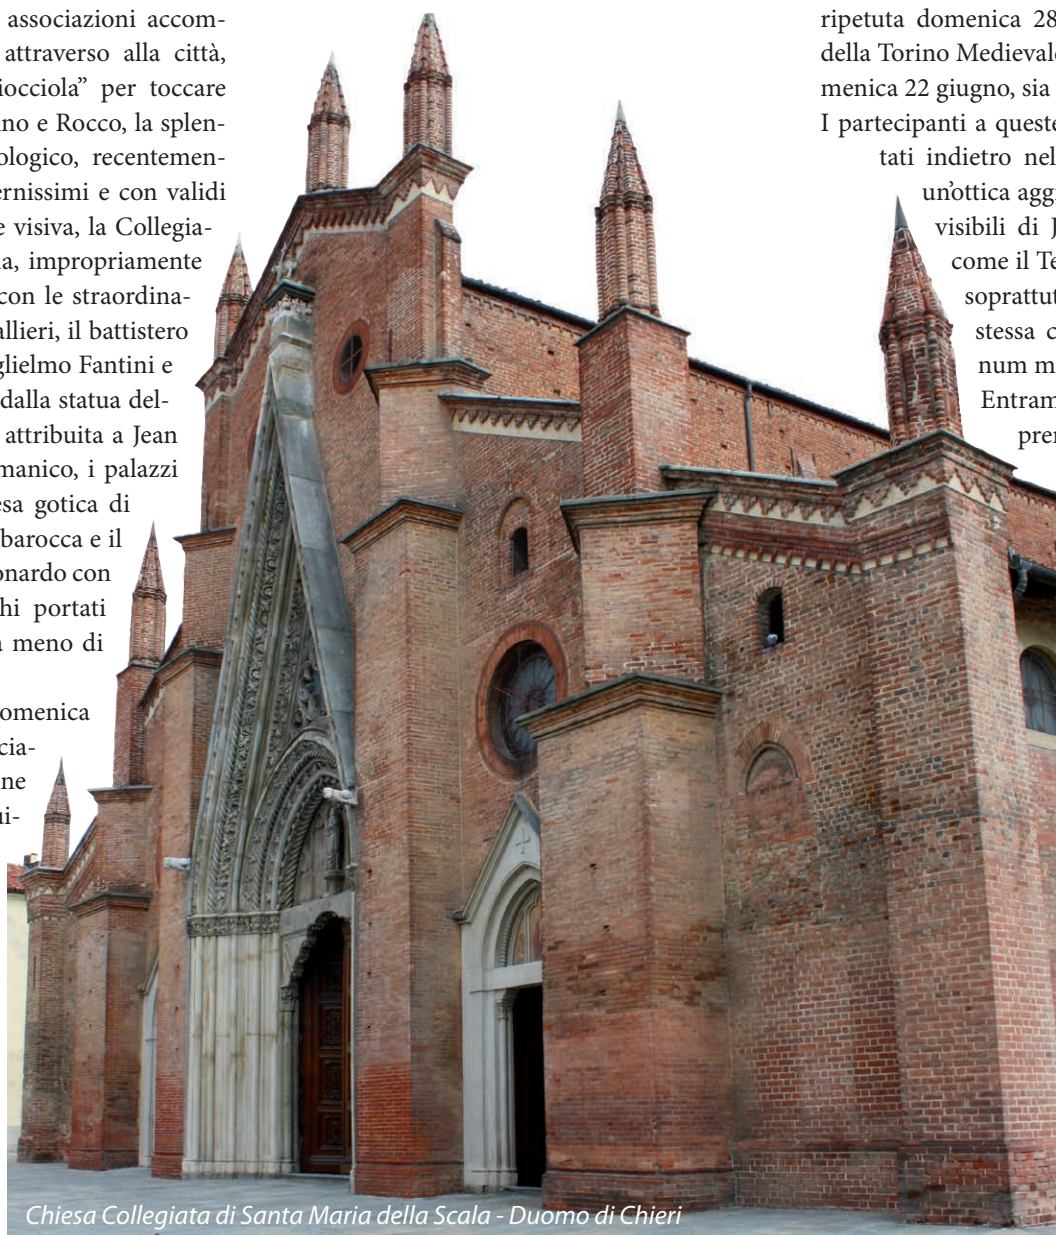 associazioni accom-
attraverso alla città,
iocciola” per toccare
no e Rocco, la splen-
ologico, recentemen-
ernissimi e con validi
e visiva, la Collegia-
a, impropriamente
con le straordina-
allieri, il battistero
glielmo Fantini e
dalla statua del-
attribuita a Jean
manico, i palazzi
esa gotica di
barocca e il
onardo con
hi portati
a meno di
omenica
cia-
ne
ui-
ripetuta domenica 28
della Torino Medievale
menica 22 giugno, sia
I partecipanti a queste
tati indietro nel
un’ottica aggi
visibili di J
come il Te
soprattut
stessa c
num m
Entram
pren
Chiesa Collegiata di Santa Maria della Scala - Duomo di Chieri